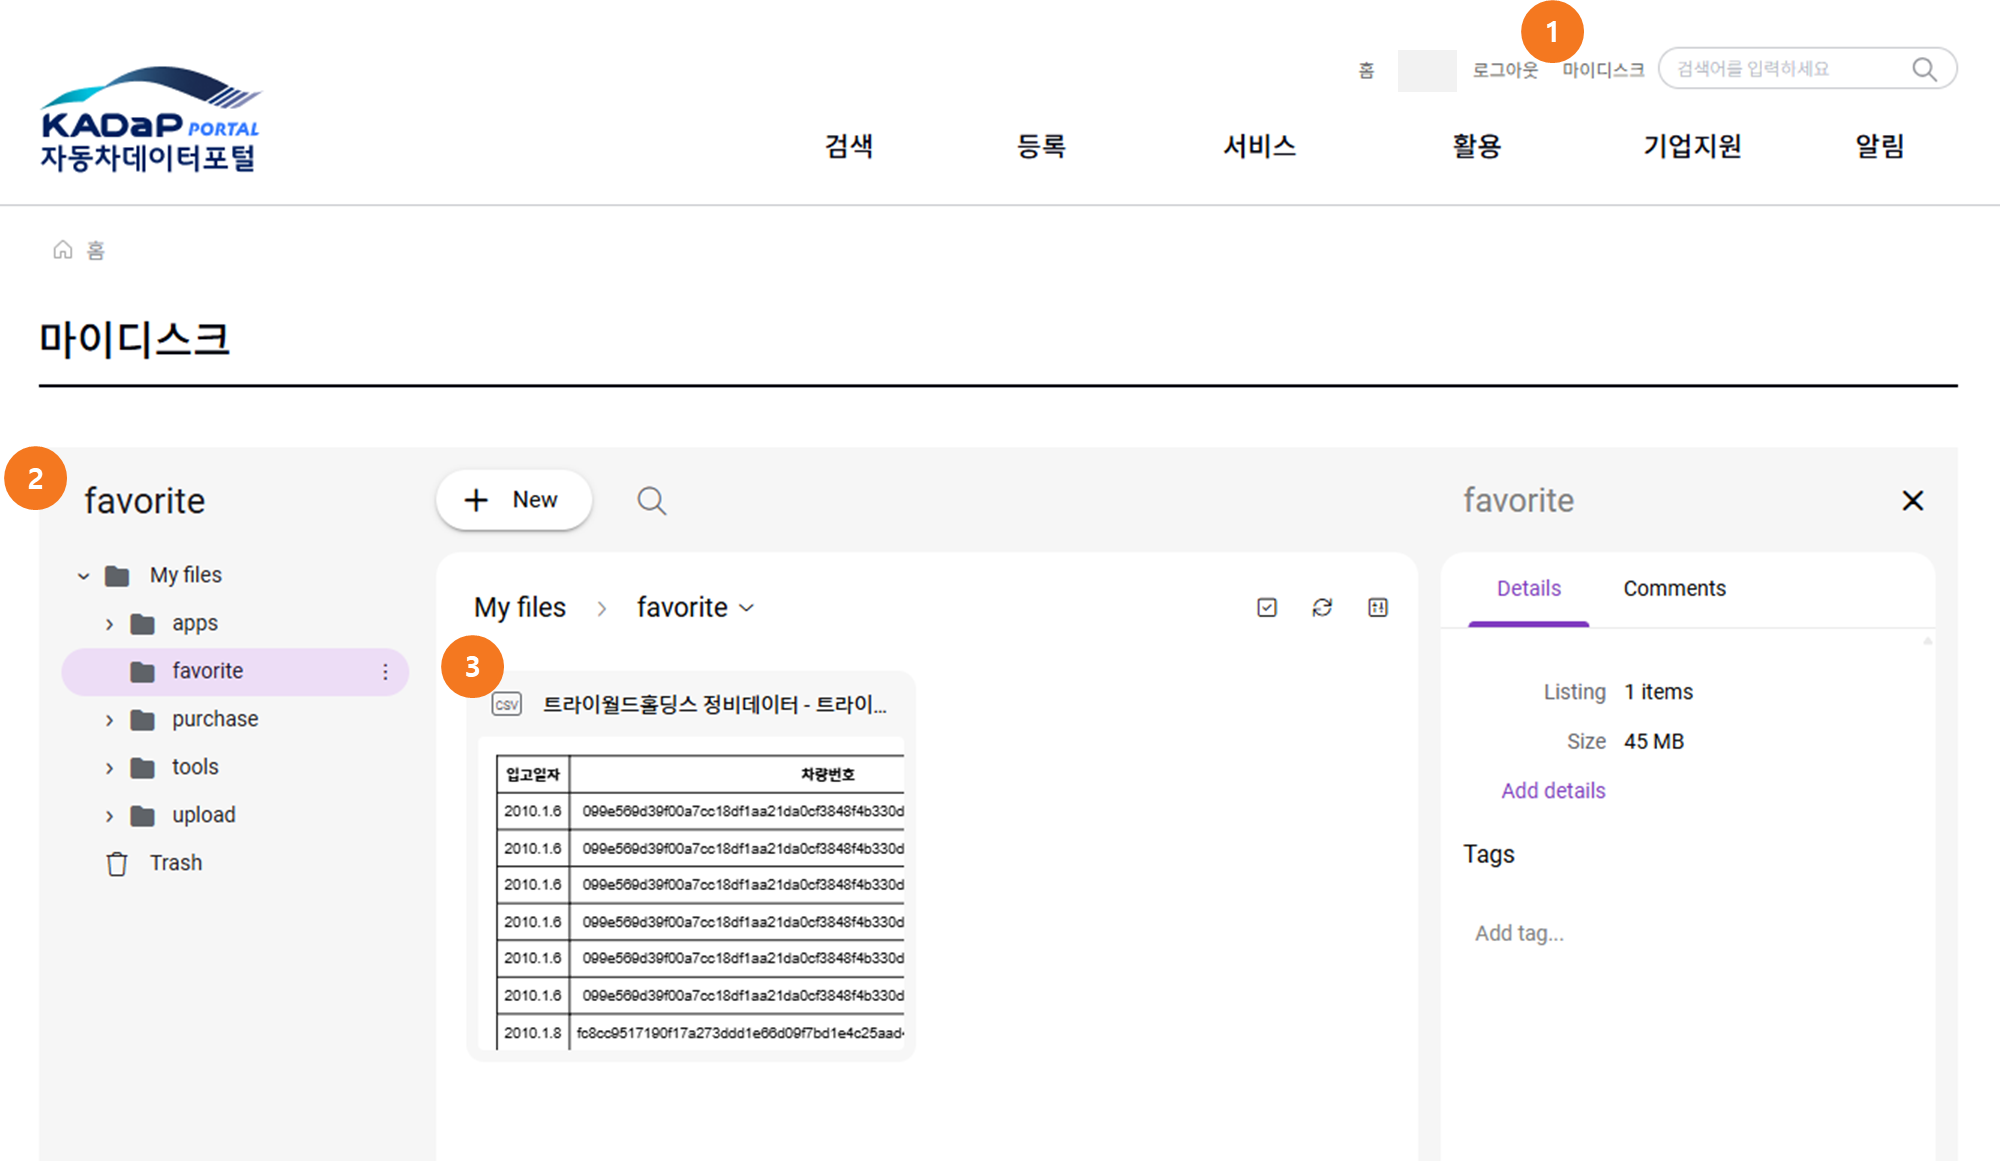 1
홈 로그아웃 마이디스크 검색어를 입력하세요
KADaP PORTAL
자동차데이터포털
검색 등록 서비스 활용 기업지원 알림
홈
마이디스크
2
favorite
New
favorite
My files
apps
favorite
purchase
tools
upload
Trash
My files > favorite
3
CSV 트라이월드홀딩스 정비데이터 - 트라이...
입고일자 차량번호
2010.1.6 099e569d39f00a7cc18df1aa21da0cf3848f4b330d
2010.1.6 099e569d39f00a7cc18df1aa21da0cf3848f4b330d
2010.1.6 099e569d39f00a7cc18df1aa21da0cf3848f4b330d
2010.1.6 099e569d39f00a7cc18df1aa21da0cf3848f4b330d
2010.1.6 099e569d39f00a7cc18df1aa21da0cf3848f4b330d
2010.1.6 099e569d39f00a7cc18df1aa21da0cf3848f4b330d
2010.1.8 fc8cc9517190f17a273ddd1e66d09f7bd1e4c25aad
Details Comments
Listing 1 items
Size 45 MB
Add details
Tags
Add tag...